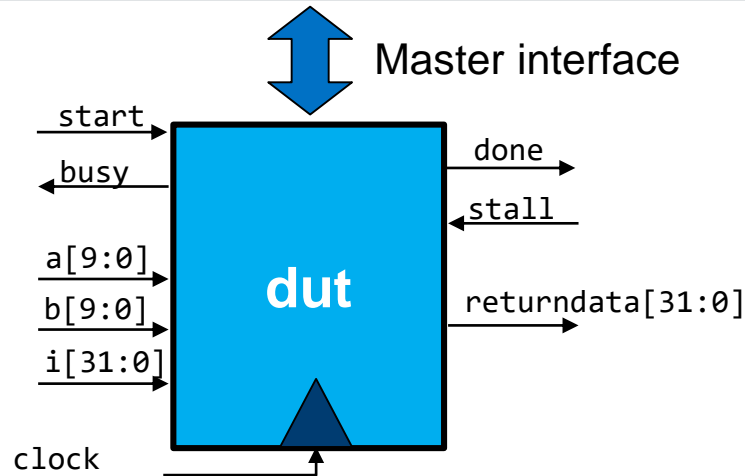 Master interface
start
done
busy
stall
a[9:0]
dut
b[9:0]
returndata[31:0]
i[31:0]
clock